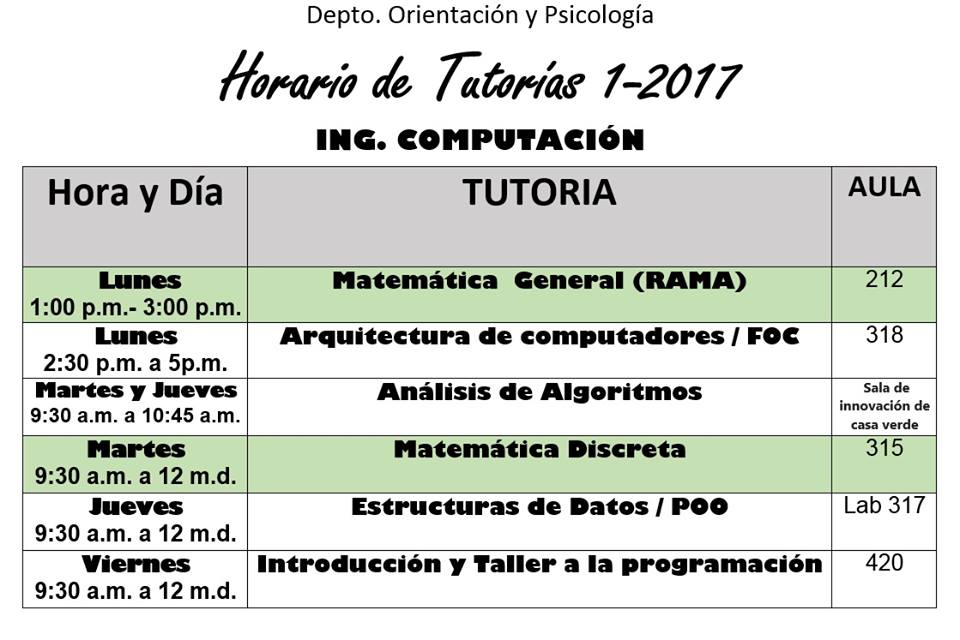 Depto. Orientación y Psicología
Horario de Tutorías 1-2017
ING. COMPUTACIÓN
Hora y Día TUTORIA AULA
Lunes Matemática General (RAMA) 212
1:00 p.m.- 3:00 p.m.
Lunes Arquitectura de computadores / FOC 318
2:30 p.m. a 5p.m.
Martes y Jueves Análisis de Algoritmos Sala de
9:30 a.m. a 10:45 a.m. innovación de
casa verde
Martes Matemática Discreta 315
9:30 a.m. a 12 m.d.
Jueves Estructuras de Datos / POO Lab 317
9:30 a.m. a 12 m.d.
Viernes Introducción y Taller a la programación 420
9:30 a.m. a 12 m.d.